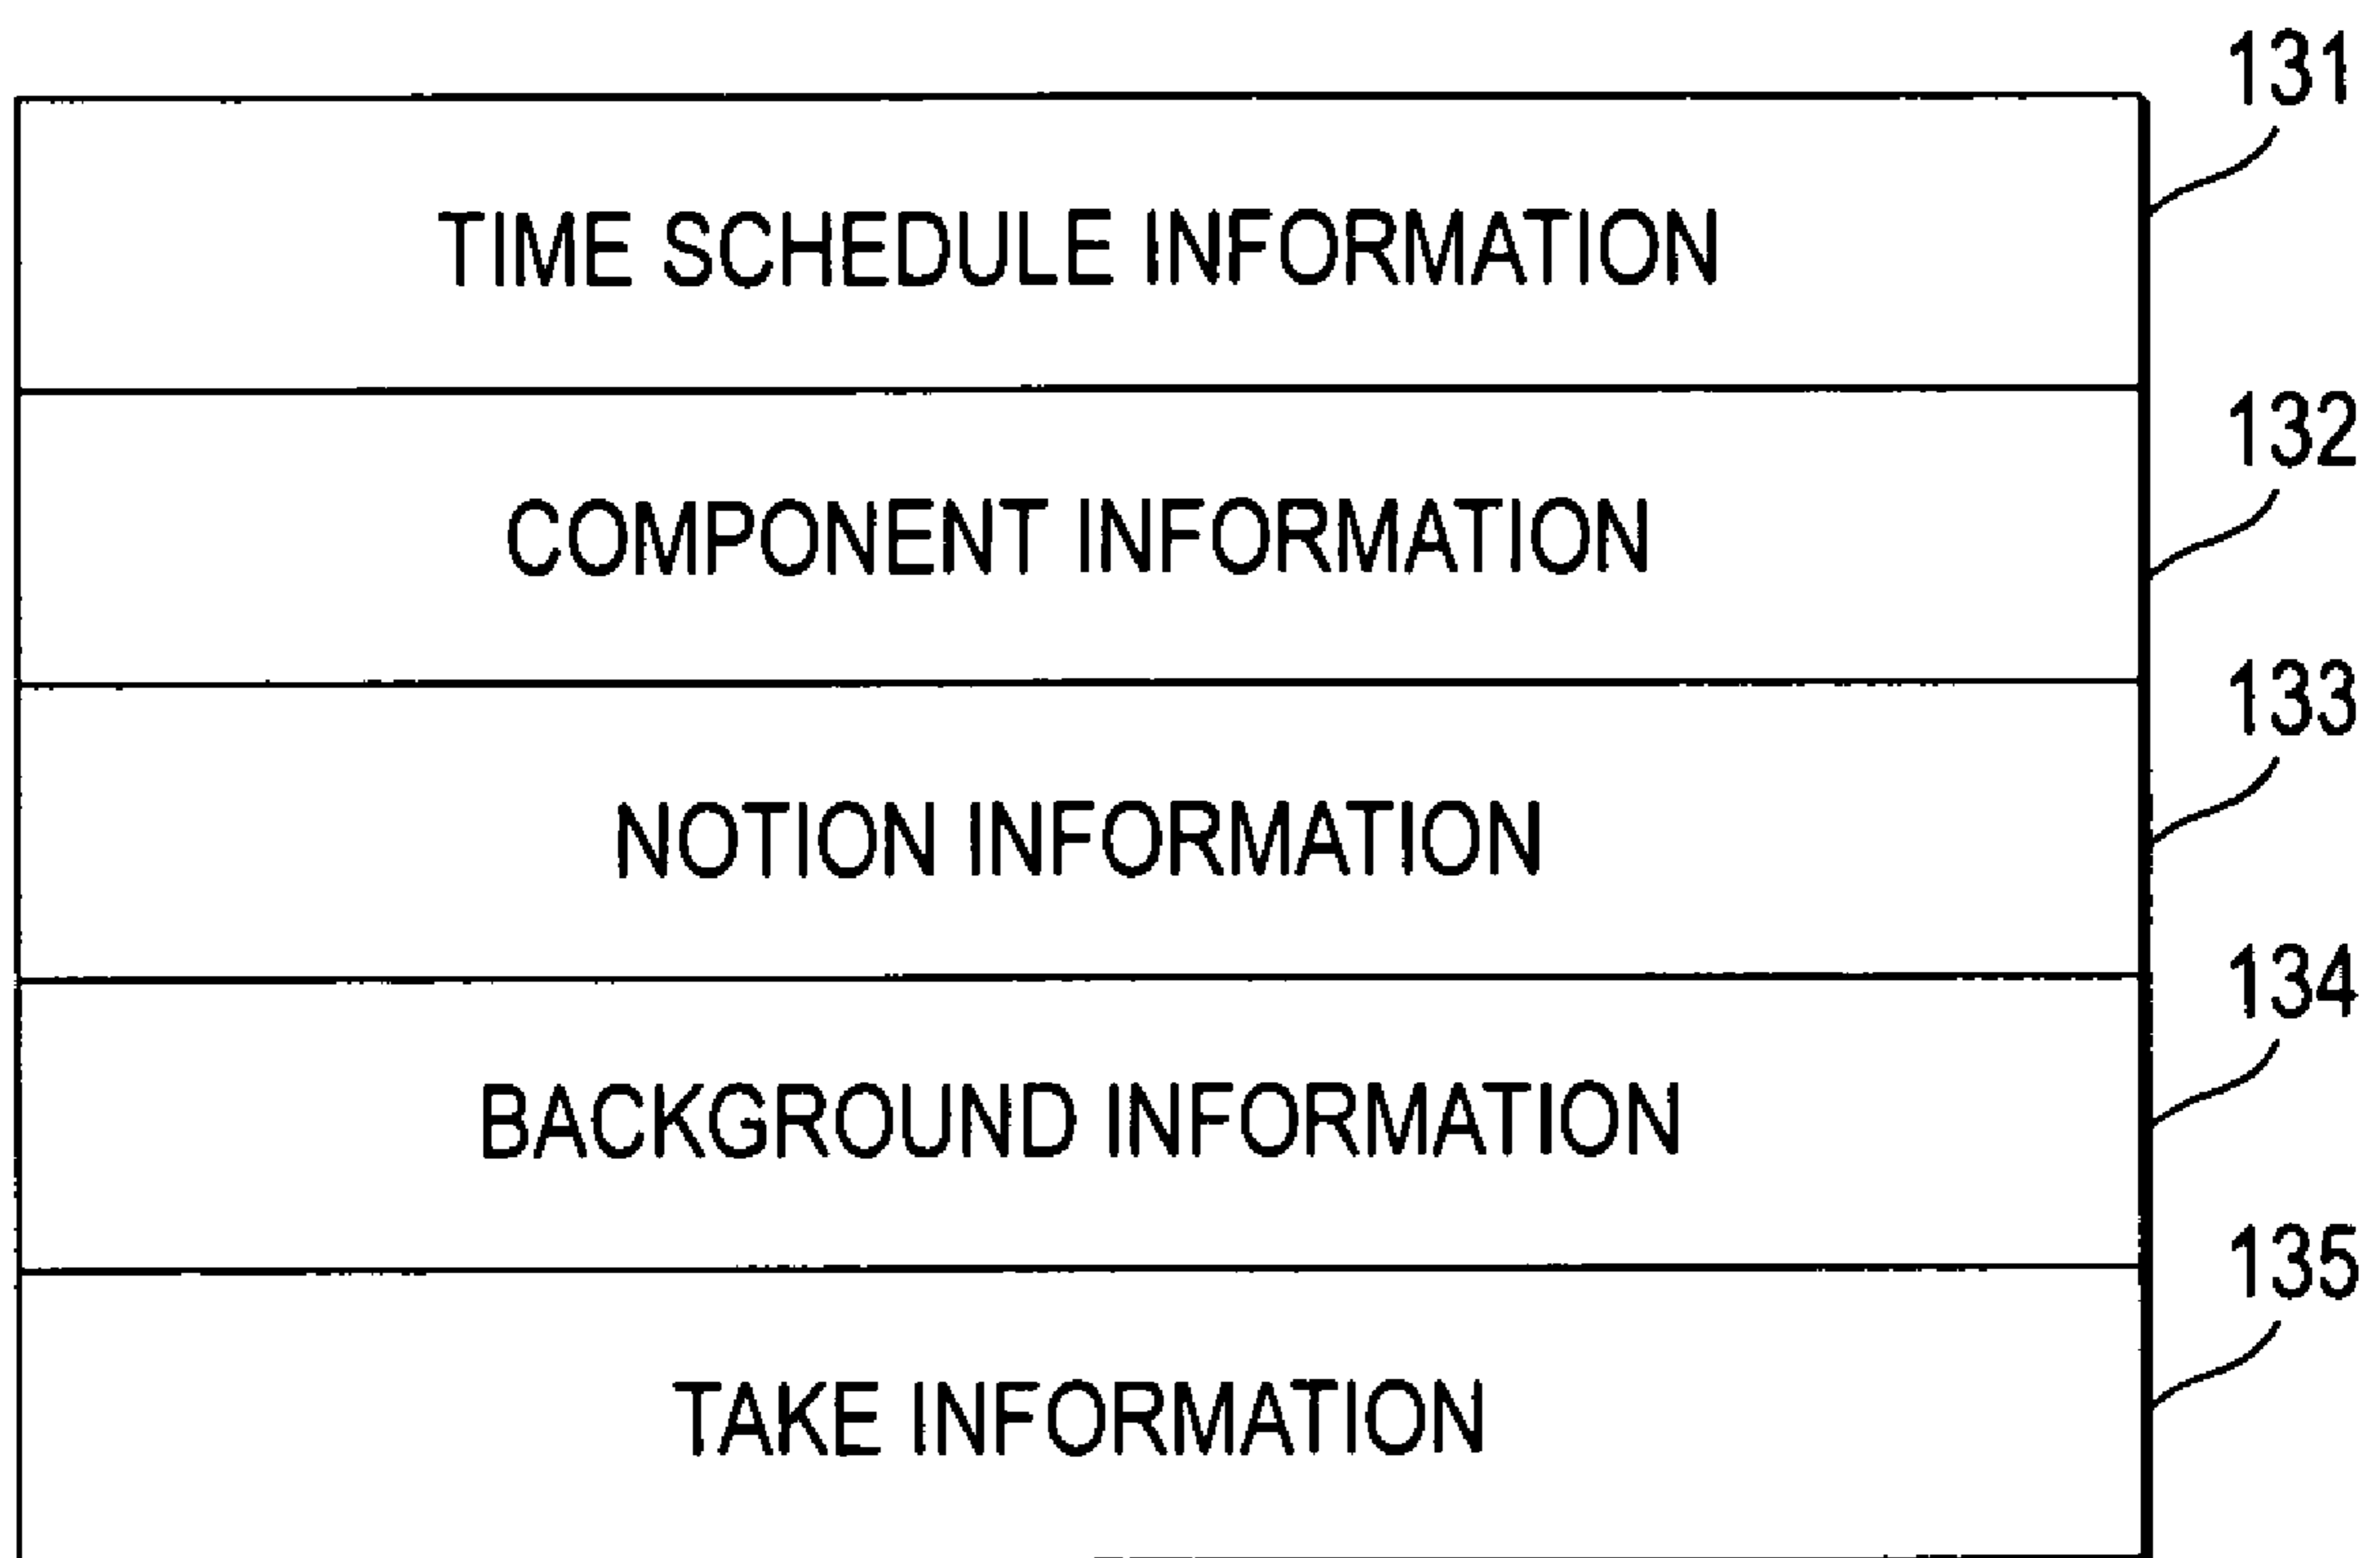 131
TIME SCHEDULE INFORMATION
132
COMPONENT INFORMATION
133
NOTION INFORMATION
134
BACKGROUND INFORMATION
135
TAKE INFORMATION